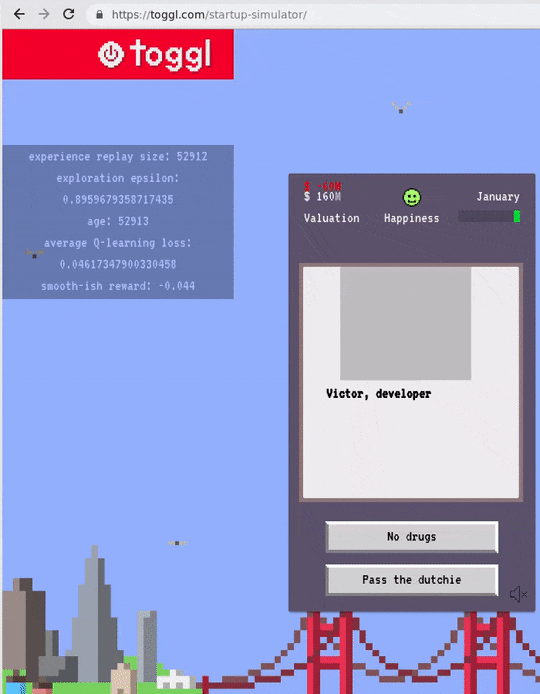 https://toggl.com/startup-simulator/
toggl
experience replay size: 52912
exploration epsilon:
0.8959679358717435
age: 52913
average Q-learning loss:
0.04617347900330458
smooth-ish reward: -0.044
$ -60M
$ 160M
January
Valuation
Happiness
Victor, developer
No drugs
Pass the dutchie